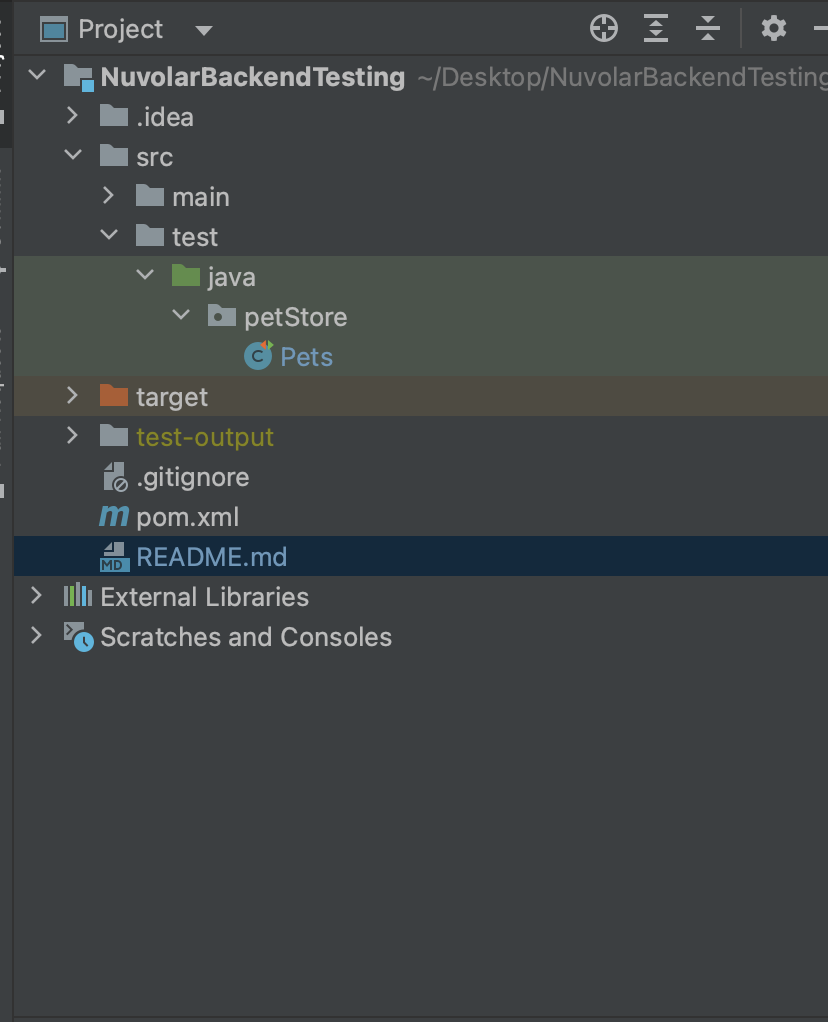 Project
NuvolarBackendTesting ~/Desktop/NuvolarBackendTesting
.idea
src
main
test
java
petStore
C Pets
target
test-output
.gitignore
m pom.xml
MD README.md
External Libraries
Scratches and Consoles